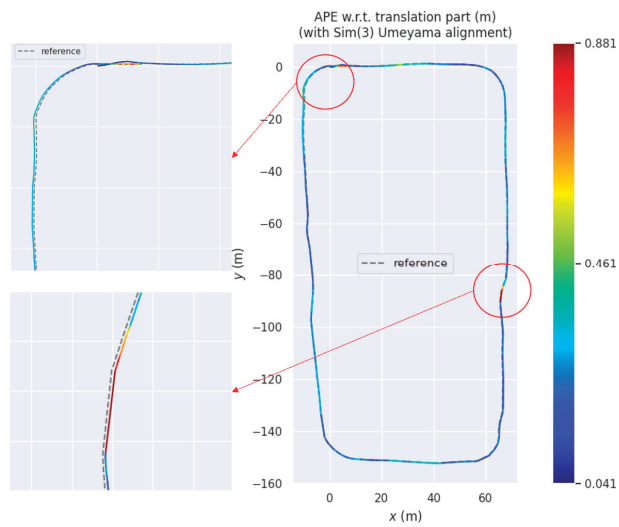 APE w.r.t. translation part (m)
(with Sim(3) Umeyama alignment)
reference
reference
0
−20
−40
−60
−80
−100
−120
−140
−160
y (m)
0
20
40
60
x (m)
0.881
0.461
0.041